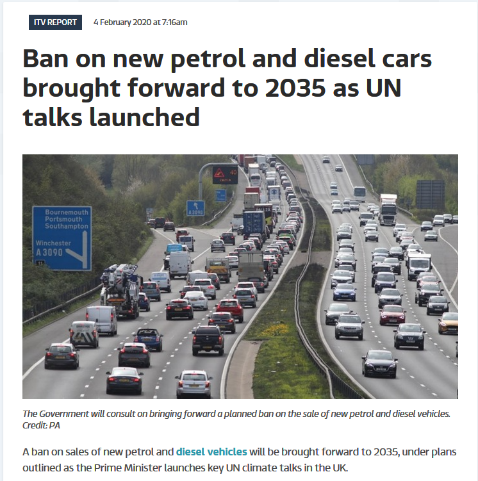 ITV REPORT 4 February 2020 at 7:16am
Ban on new petrol and diesel cars
brought forward to 2035 as UN
talks launched
Bournemouth
Portsmouth
Southampton
Winchester
A 3090
The Government will consult on bringing forward a planned ban on the sale of new petrol and diesel vehicles.
Credit: PA
A ban on sales of new petrol and diesel vehicles will be brought forward to 2035, under plans
outlined as the Prime Minister launches key UN climate talks in the UK.